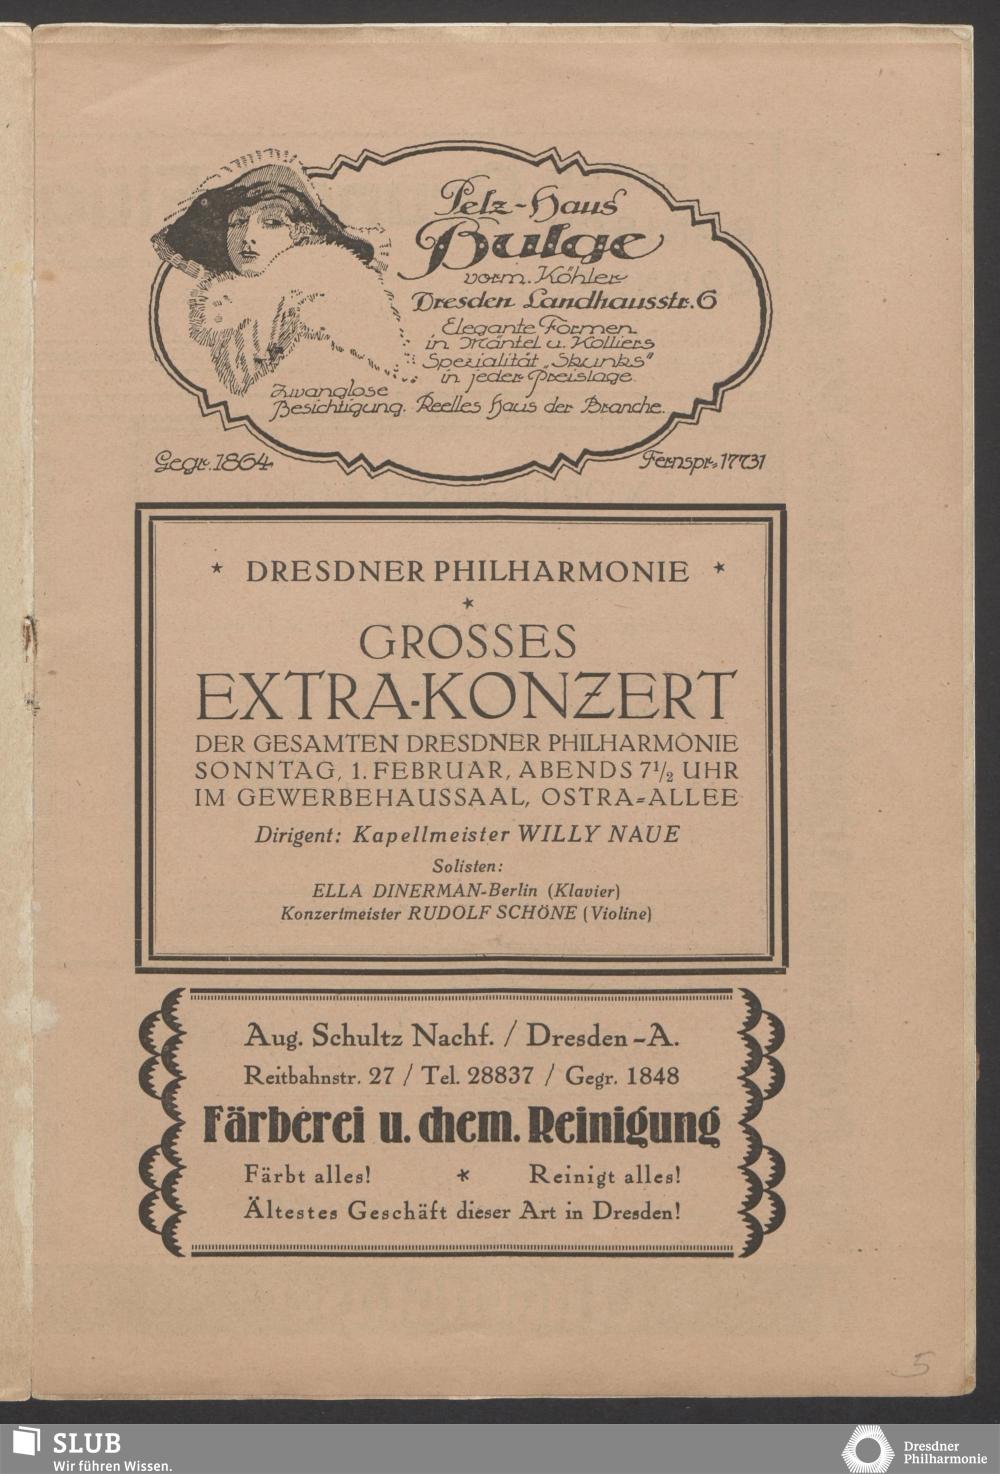 Pelz-Haus
Bulge
vorm. Köhler
Dresden Landhausstr. 6
Elegante Formen
in Mäntel u. Kolliers
Spezialität „Skunks"
in jeder Preislage.
Zwanglose
Besichtigung. Reelles Haus der Branche.
Gegr. 1864
Fernspr. 17731
* DRESDNER PHILHARMONIE *
*
GROSSES
EXTRA-KONZERT
DER GESAMTEN DRESDNER PHILHARMONIE
SONNTAG, 1. FEBRUAR, ABENDS 7 1/2 UHR
IM GEWERBEHAUSSAAL, OSTRA-ALLEE
Dirigent: Kapellmeister WILLY NAUE
Solisten:
ELLA DINERMAN-Berlin (Klavier)
Konzertmeister RUDOLF SCHÖNE (Violine)
Aug. Schultz Nachf. / Dresden-A.
Reitbahnstr. 27 / Tel. 28837 / Gegr. 1848
Färberei u. chem. Reinigung
Färbt alles! * Reinigt alles!
Ältestes Geschäft dieser Art in Dresden!
5
SLUB
Wir führen Wissen.
Dresdner
Philharmonie